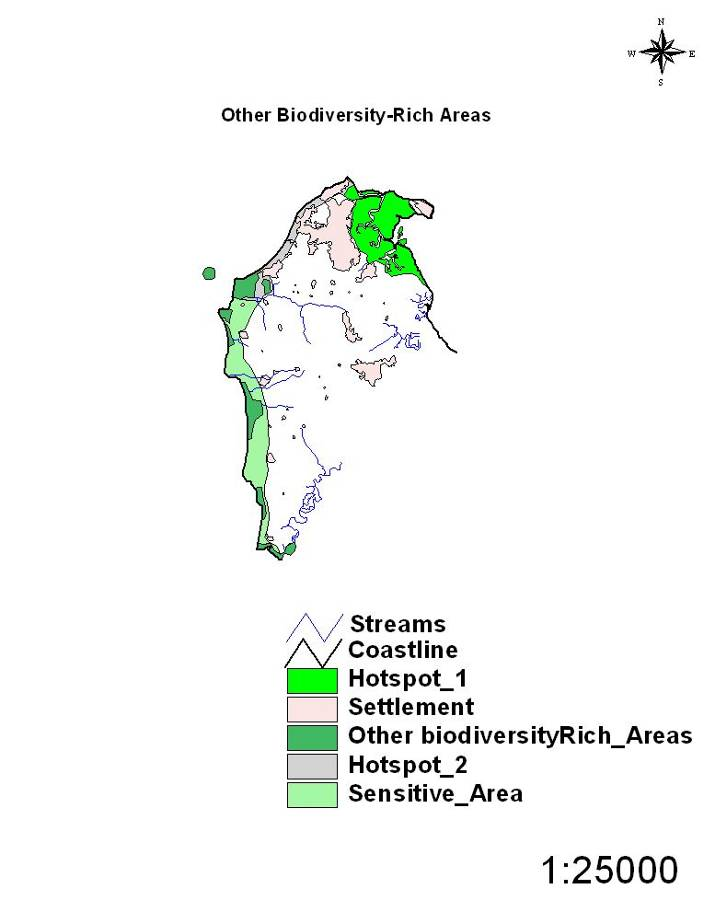 N
W E
S
Other Biodiversity-Rich Areas
Streams
Coastline
Hotspot_1
Settlement
Other biodiversityRich_Areas
Hotspot_2
Sensitive_Area
1:25000